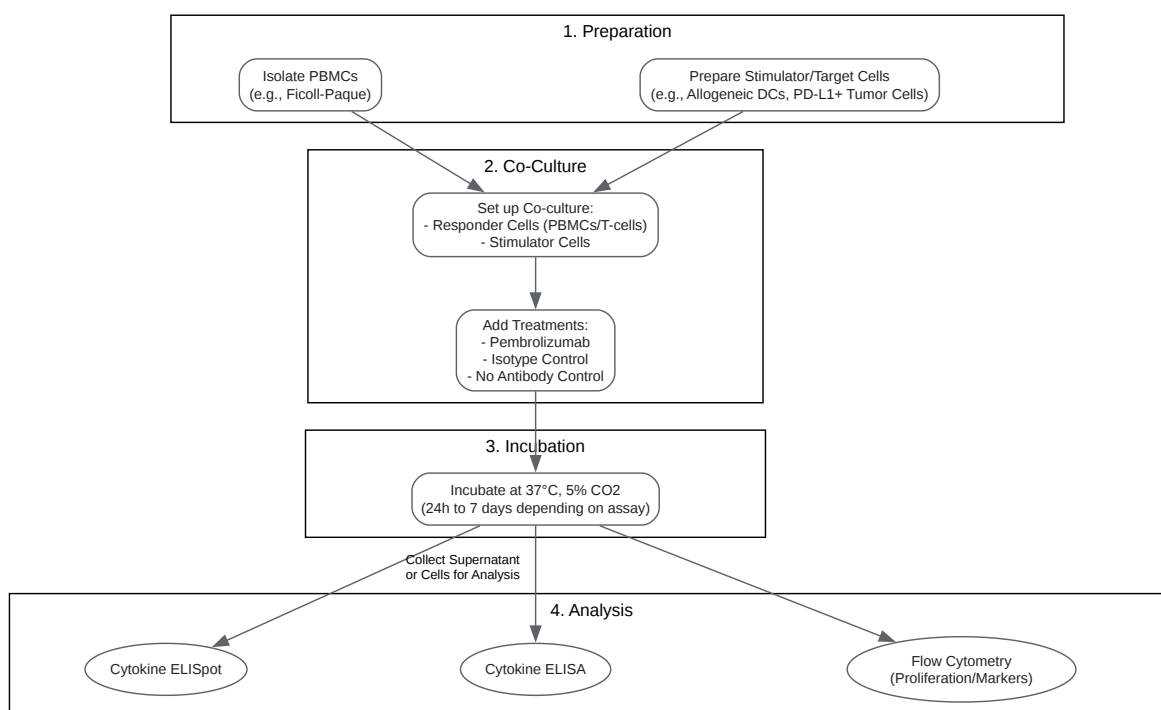 1. Preparation
Isolate PBMCs
(e.g., Ficoll-Paque)
Prepare Stimulator/Target Cells
(e.g., Allogeneic DCs, PD-L1+ Tumor Cells)
2. Co-Culture
Set up Co-culture:
- Responder Cells (PBMCs/T-cells)
- Stimulator Cells
Add Treatments:
- Pembrolizumab
- Isotype Control
- No Antibody Control
3. Incubation
Incubate at 37°C, 5% CO2
(24h to 7 days depending on assay)
Collect Supernatant
or Cells for Analysis
4. Analysis
Cytokine ELISpot
Cytokine ELISA
Flow Cytometry
(Proliferation/Markers)